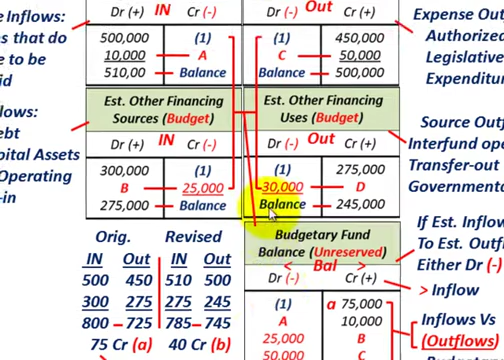 e Inflows:
s that do
e to be
id
lows:
ebt
pital Assets
Operating
-in
Dr (+) IN Cr (-)
500,000 (1)
10,000 A
510,00 Balance
Est. Other Financing
Sources (Budget)
Dr (+) IN Cr (-)
300,000 (1)
B 25,000
275,000 Balance
Dr (-) Out Cr (+)
(1) 450,000
C 50,000
Balance 500,000
Est. Other Financing
Uses (Budget)
Dr (-) Out Cr (+)
(1) 275,000
30,000 D
Balance 245,000
Expense Out
Authorized
Legislative
Expenditu
Source Outf
Interfund ope
Transfer-out
Governmenta
Orig. Revised
IN Out IN Out
500 450 510 500
300 275 275 245
800 – 725 785 – 745
75 Cr (a) 40 Cr (b)
Budgetary Fund
Balance (Unreserved)
< Bal >
Dr (-) Cr (+)
(1) a 75,000
A 10,000
25,000 B
50,000 C
If Est. Inflow
To Est. Outf
Either Dr (-)
> Inflow
Inflows Vs
(Outflows)